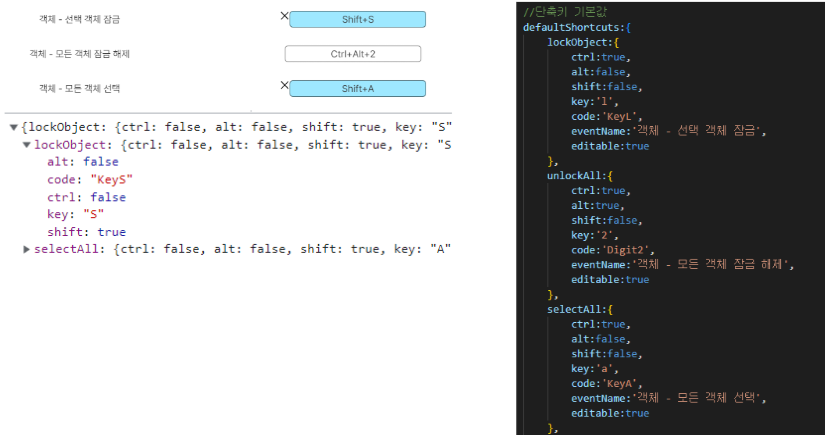 객체 - 선택 객체 잠금
Shift+S
객체 - 모든 객체 잠금 해제
Ctrl+Alt+2
객체 - 모든 객체 선택
Shift+A
▼{lockObject: {ctrl: false, alt: false, shift: true, key: "S"
▼lockObject: {ctrl: false, alt: false, shift: true, key: "S
alt: false
code: "KeyS"
ctrl: false
key: "S"
shift: true
▶selectAll: {ctrl: false, alt: false, shift: true, key: "A"
//단축키 기본값
defaultShortcuts:{
lockObject:{
ctrl:true,
alt:false,
shift:false,
key:'l',
code:'KeyL',
eventName:'객체 - 선택 객체 잠금',
editable:true
},
unlockAll:{
ctrl:true,
alt:true,
shift:false,
key:'2',
code:'Digit2',
eventName:'객체 - 모든 객체 잠금 해제',
editable:true
},
selectAll:{
ctrl:true,
alt:false,
shift:false,
key:'a',
code:'KeyA',
eventName:'객체 - 모든 객체 선택',
editable:true
},